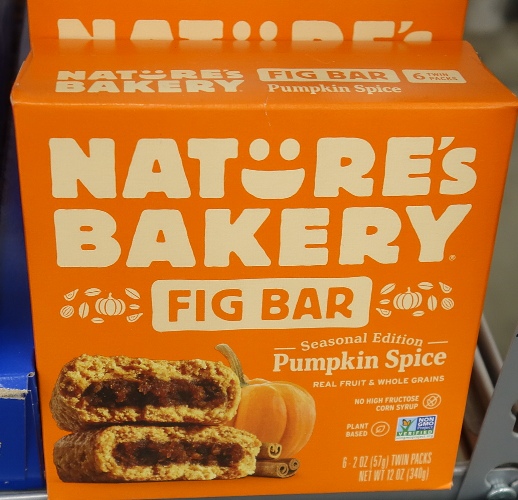 NATURE'S
NATURE'S
BAKERY
FIG BAR
6 TWIN PACKS
Pumpkin Spice
NATURE'S
BAKERY®
FIG BAR
Seasonal Edition
Pumpkin Spice
REAL FRUIT & WHOLE GRAINS
NO HIGH FRUCTOSE
CORN SYRUP
PLANT
BASED
NON
GMO
VERIFIED
6 - 2 OZ (57g) TWIN PACKS
NET WT 12 OZ (340g)